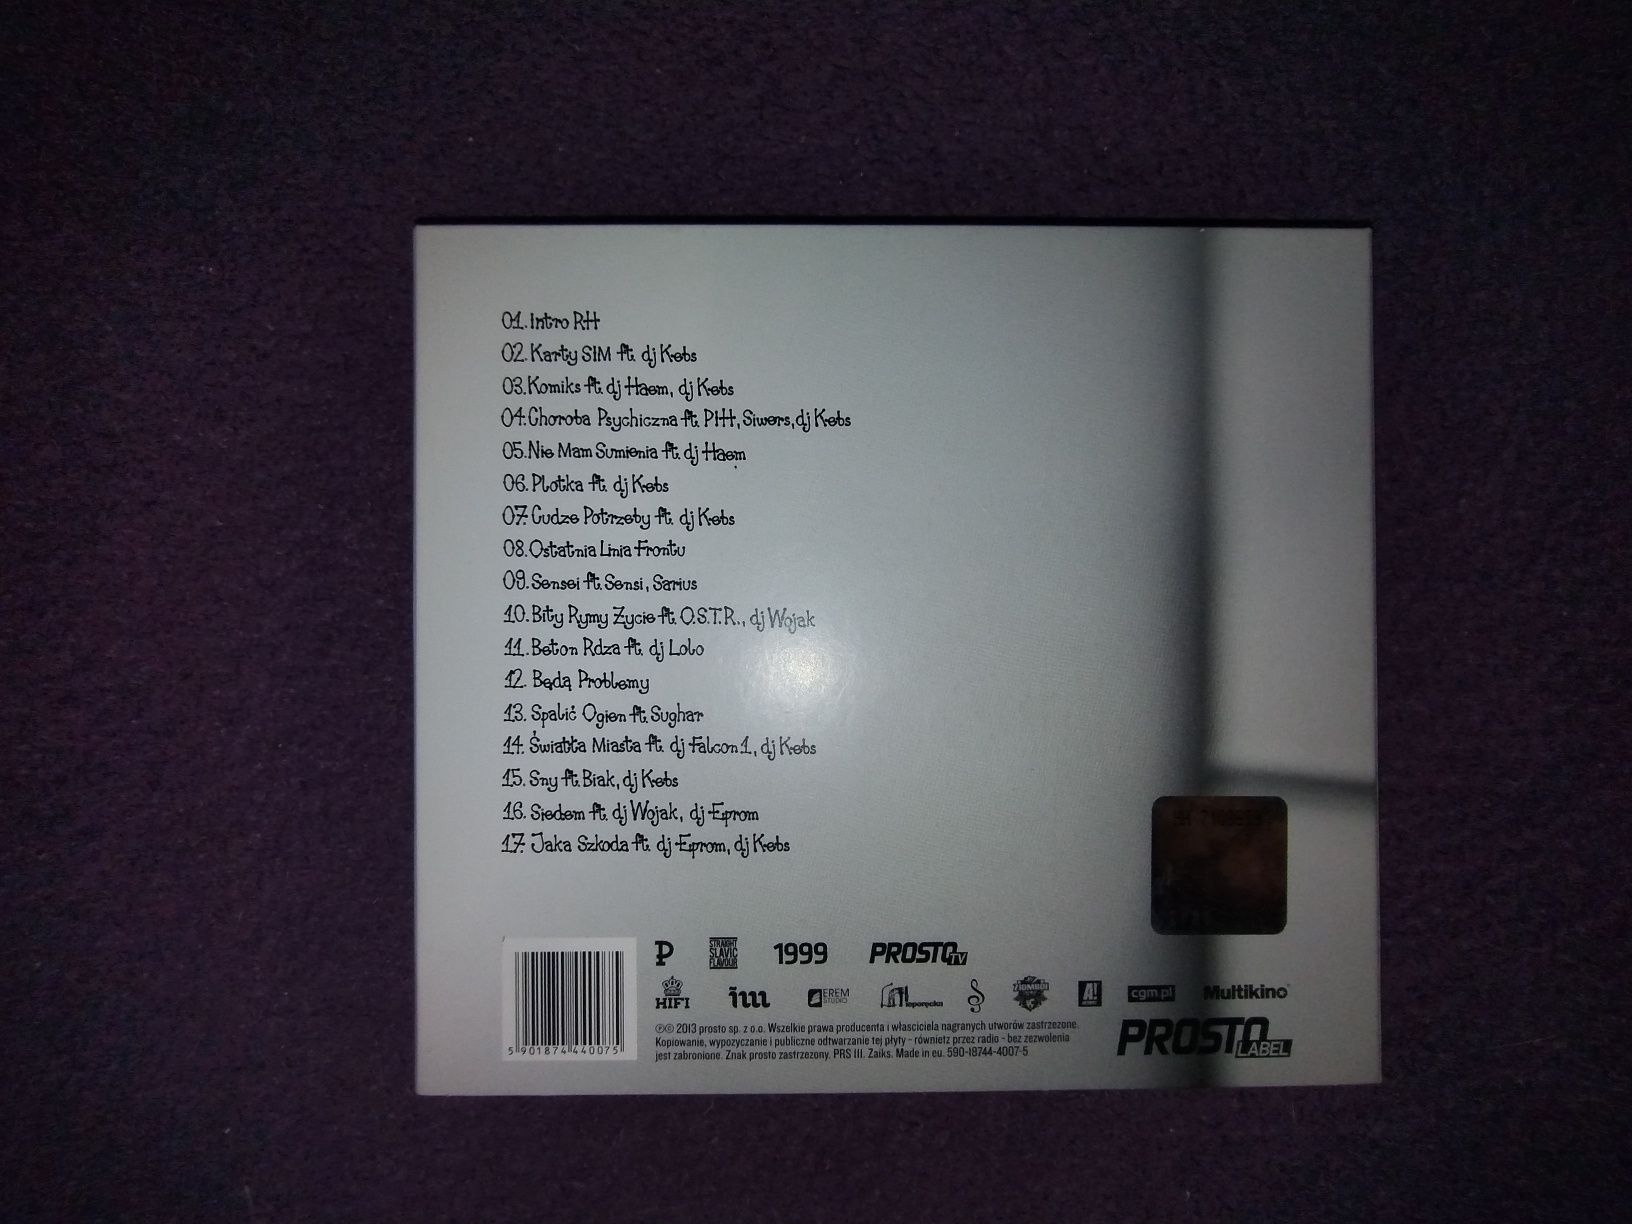 01. Intro RH
02. Karty SIM ft. dj Kebs
03. Komiks ft. dj Haem, dj Kebs
04. Choroba Psychiczna ft. PIH, Siwers, dj Kebs
05. Nie Mam Sumienia ft. dj Haem
06. Plotka ft. dj Kebs
07. Cudze Potrzeby ft. dj Kebs
08. Ostatnia Linia Frontu
09. Sensei ft. Sensi, Sarius
10. Bity Rymy Życie ft. O.S.T.R., dj Wojak
11. Beton Rdza ft. dj Lolo
12. Będą Problemy
13. Spalić Ogien ft. Sughar
14. Światła Miasta ft. dj Falcon1, dj Kebs
15. Sny ft. Biak, dj Kebs
16. Siedem ft. dj Wojak, dj Eprom
17. Jaka Szkoda ft. dj Eprom, dj Kebs
P STRAIGHT SLAVIC FLAVOUR 1999 PROSTO TV
HIFI EREM STUDIO A! cgm.pl Multikino
℗© 2013 prosto sp. z o.o. Wszelkie prawa producenta i własciciela nagranych utworów zastrzezone.
Kopiowanie, wypozyczanie i publiczne odtwarzanie tej płyty - równietz przez radio - bez zezwolenia
jest zabronione. Znak prosto zastrzezony. PRS III. Zaiks. Made in eu. 590-18744-4007-5
PROSTO LABEL
5 901874 440075